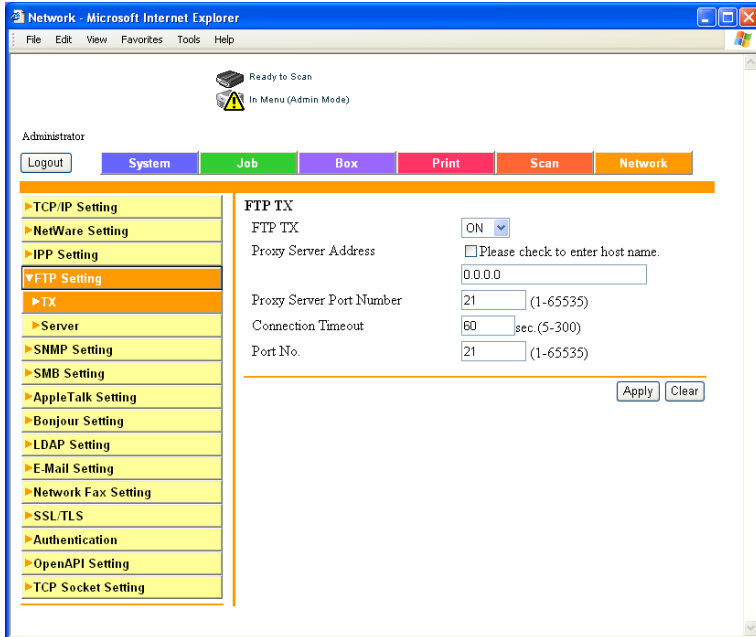 Network - Microsoft Internet Explorer
File Edit View Favorites Tools Help
Ready to Scan
In Menu (Admin Mode)
Administrator
Logout System Job Box Print Scan Network
TCP/IP Setting
NetWare Setting
IPP Setting
FTP Setting
TX
Server
SNMP Setting
SMB Setting
AppleTalk Setting
Bonjour Setting
LDAP Setting
E-Mail Setting
Network Fax Setting
SSL/TLS
Authentication
OpenAPI Setting
TCP Socket Setting
FTP TX
FTP TX ON
Proxy Server Address Please check to enter host name.
0.0.0.0
Proxy Server Port Number 21 (1-65535)
Connection Timeout 60 sec.(5-300)
Port No. 21 (1-65535)
Apply Clear